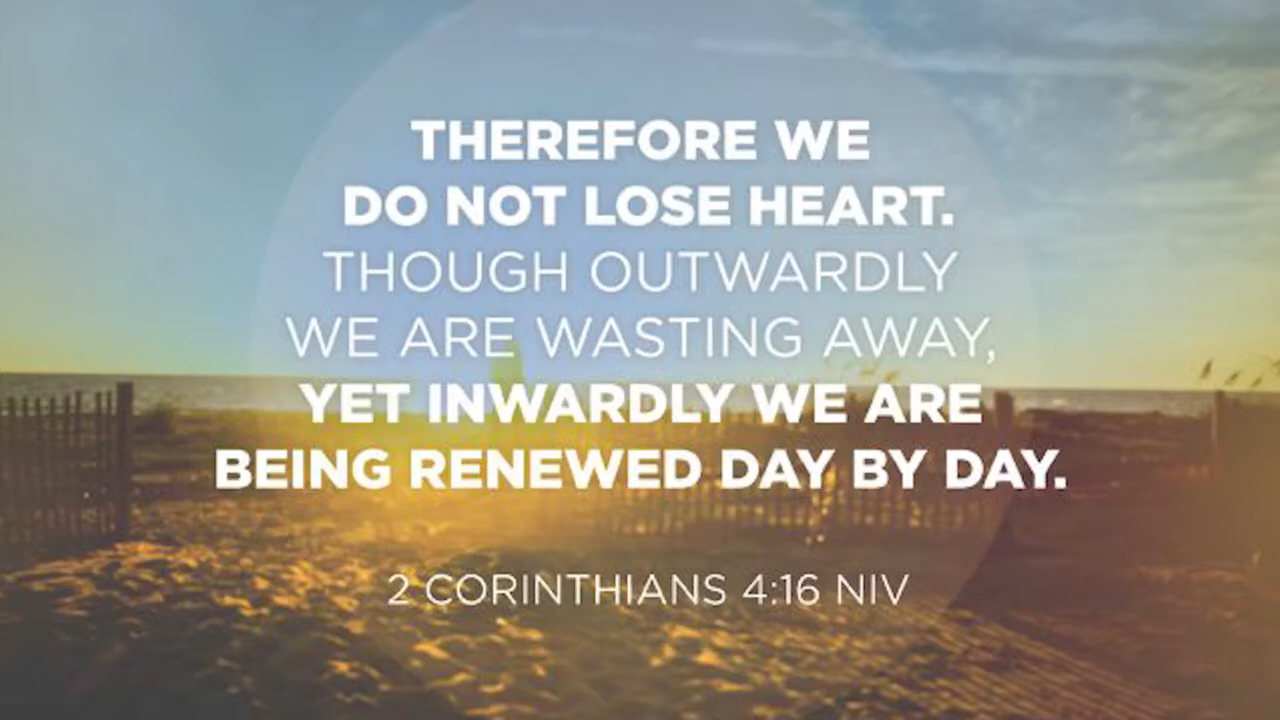 THEREFORE WE
DO NOT LOSE HEART.
THOUGH OUTWARDLY
WE ARE WASTING AWAY,
YET INWARDLY WE ARE
BEING RENEWED DAY BY DAY.
2 CORINTHIANS 4:16 NIV